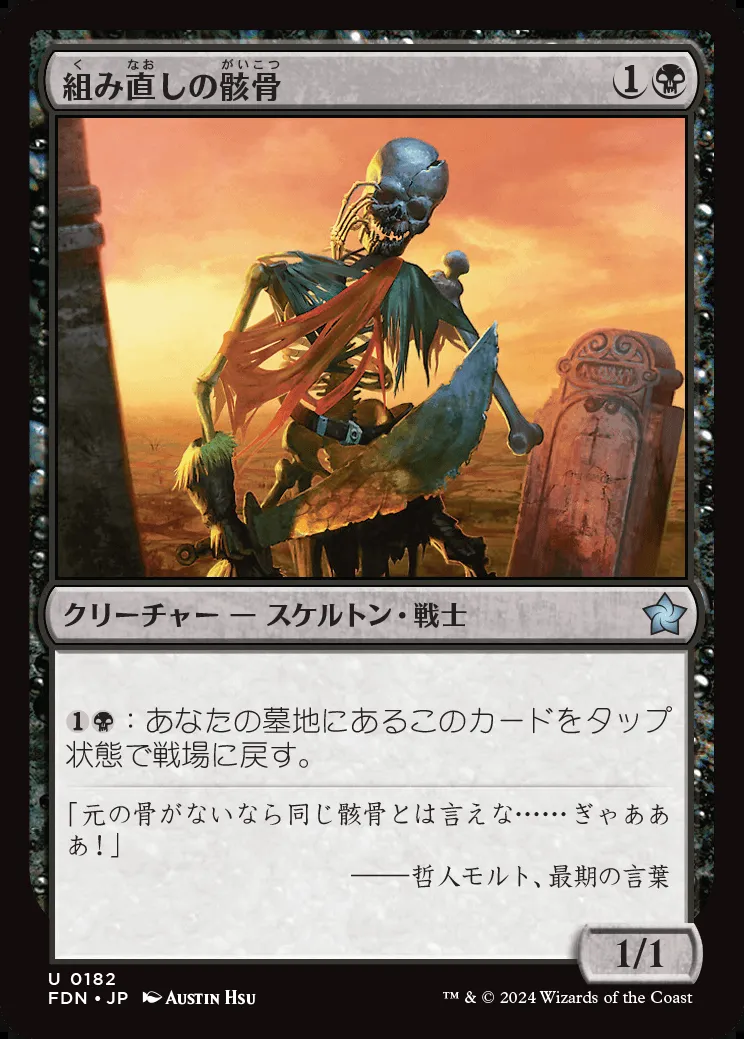 く なお がいこつ
組み直しの骸骨 1
クリーチャー — スケルトン・戦士
1：あなたの墓地にあるこのカードをタップ
状態で戦場に戻す。
「元の骨がないなら同じ骸骨とは言えな……ぎゃああ
ぁ！」
——哲人モルト、最期の言葉
1/1
U 0182
FDN • JP Austin Hsu
™ & © 2024 Wizards of the Coast